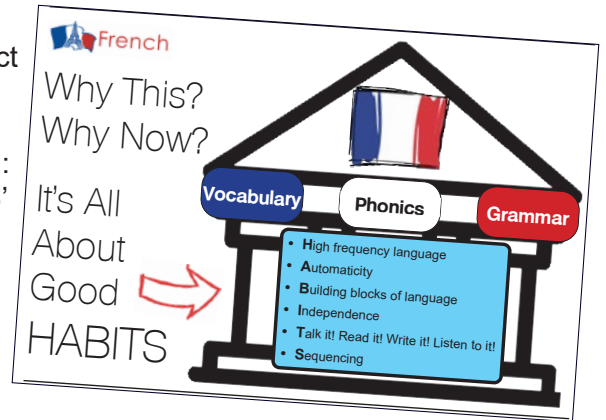 ct
:
’
French
Why This?
Why Now?
It’s All
About
Good
HABITS
Vocabulary
Phonics
Grammar
• High frequency language
• Automaticity
• Building blocks of language
• Independence
• Talk it! Read it! Write it! Listen to it!
• Sequencing